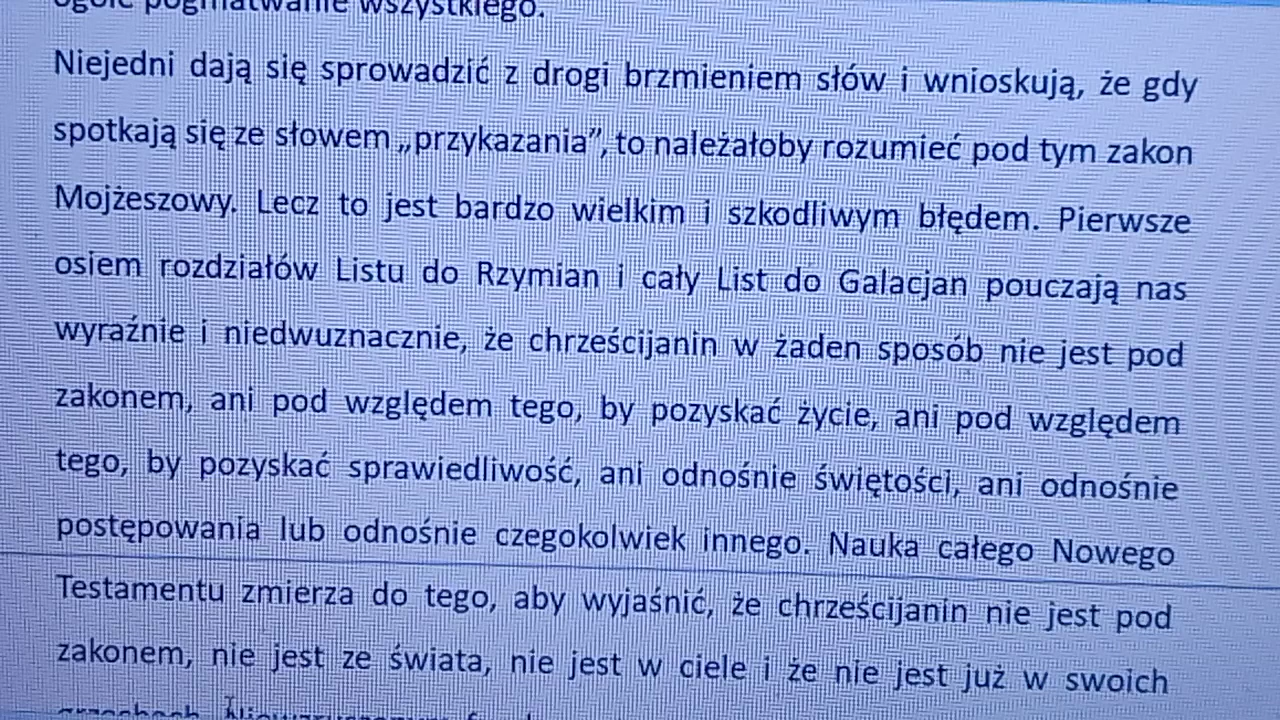 ogóle pogmatwanie wszystkiego.
Niejedni dają się sprowadzić z drogi brzmieniem słów i wnioskują, że gdy
spotkają się ze słowem „przykazania”, to należałoby rozumieć pod tym zakon
Mojżeszowy. Lecz to jest bardzo wielkim i szkodliwym błędem. Pierwsze
osiem rozdziałów Listu do Rzymian i cały List do Galacjan pouczają nas
wyraźnie i niedwuznacznie, że chrześcijanin w żaden sposób nie jest pod
zakonem, ani pod względem tego, by pozyskać życie, ani pod względem
tego, by pozyskać sprawiedliwość, ani odnośnie świętości, ani odnośnie
postępowania lub odnośnie czegokolwiek innego. Nauka całego Nowego
Testamentu zmierza do tego, aby wyjaśnić, że chrześcijanin nie jest pod
zakonem, nie jest ze świata, nie jest w ciele i że nie jest już w swoich